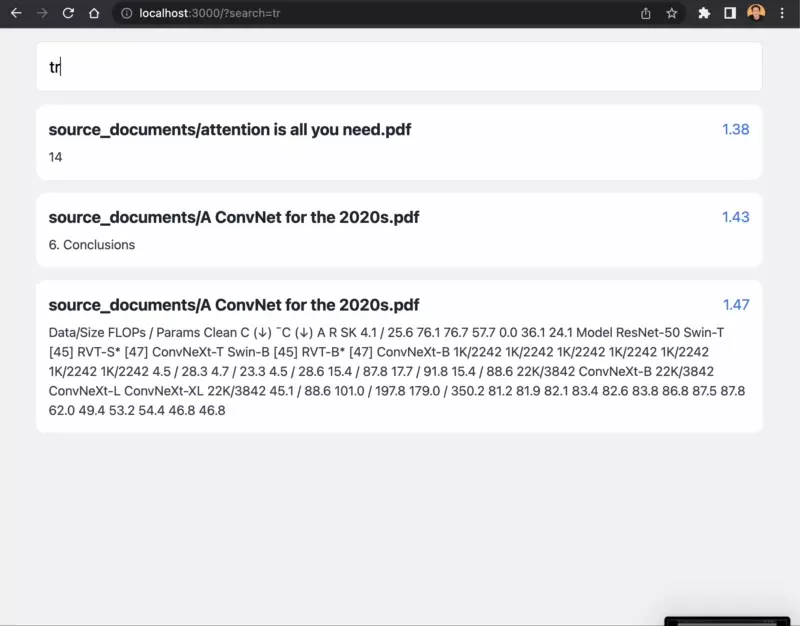 localhost:3000/?search=tr
tr
source_documents/attention is all you need.pdf 1.38
14
source_documents/A ConvNet for the 2020s.pdf 1.43
6. Conclusions
source_documents/A ConvNet for the 2020s.pdf 1.47
Data/Size FLOPs / Params Clean C (↓) ¯C (↓) A R SK 4.1 / 25.6 76.1 76.7 57.7 0.0 36.1 24.1 Model ResNet-50 Swin-T
[45] RVT-S* [47] ConvNeXt-T Swin-B [45] RVT-B* [47] ConvNeXt-B 1K/2242 1K/2242 1K/2242 1K/2242 1K/2242
1K/2242 1K/2242 4.5 / 28.3 4.7 / 23.3 4.5 / 28.6 15.4 / 87.8 17.7 / 91.8 15.4 / 88.6 22K/3842 ConvNeXt-B 22K/3842
ConvNeXt-L ConvNeXt-XL 22K/3842 45.1 / 88.6 101.0 / 197.8 179.0 / 350.2 81.2 81.9 82.1 83.4 82.6 83.8 86.8 87.5 87.8
62.0 49.4 53.2 54.4 46.8 46.8